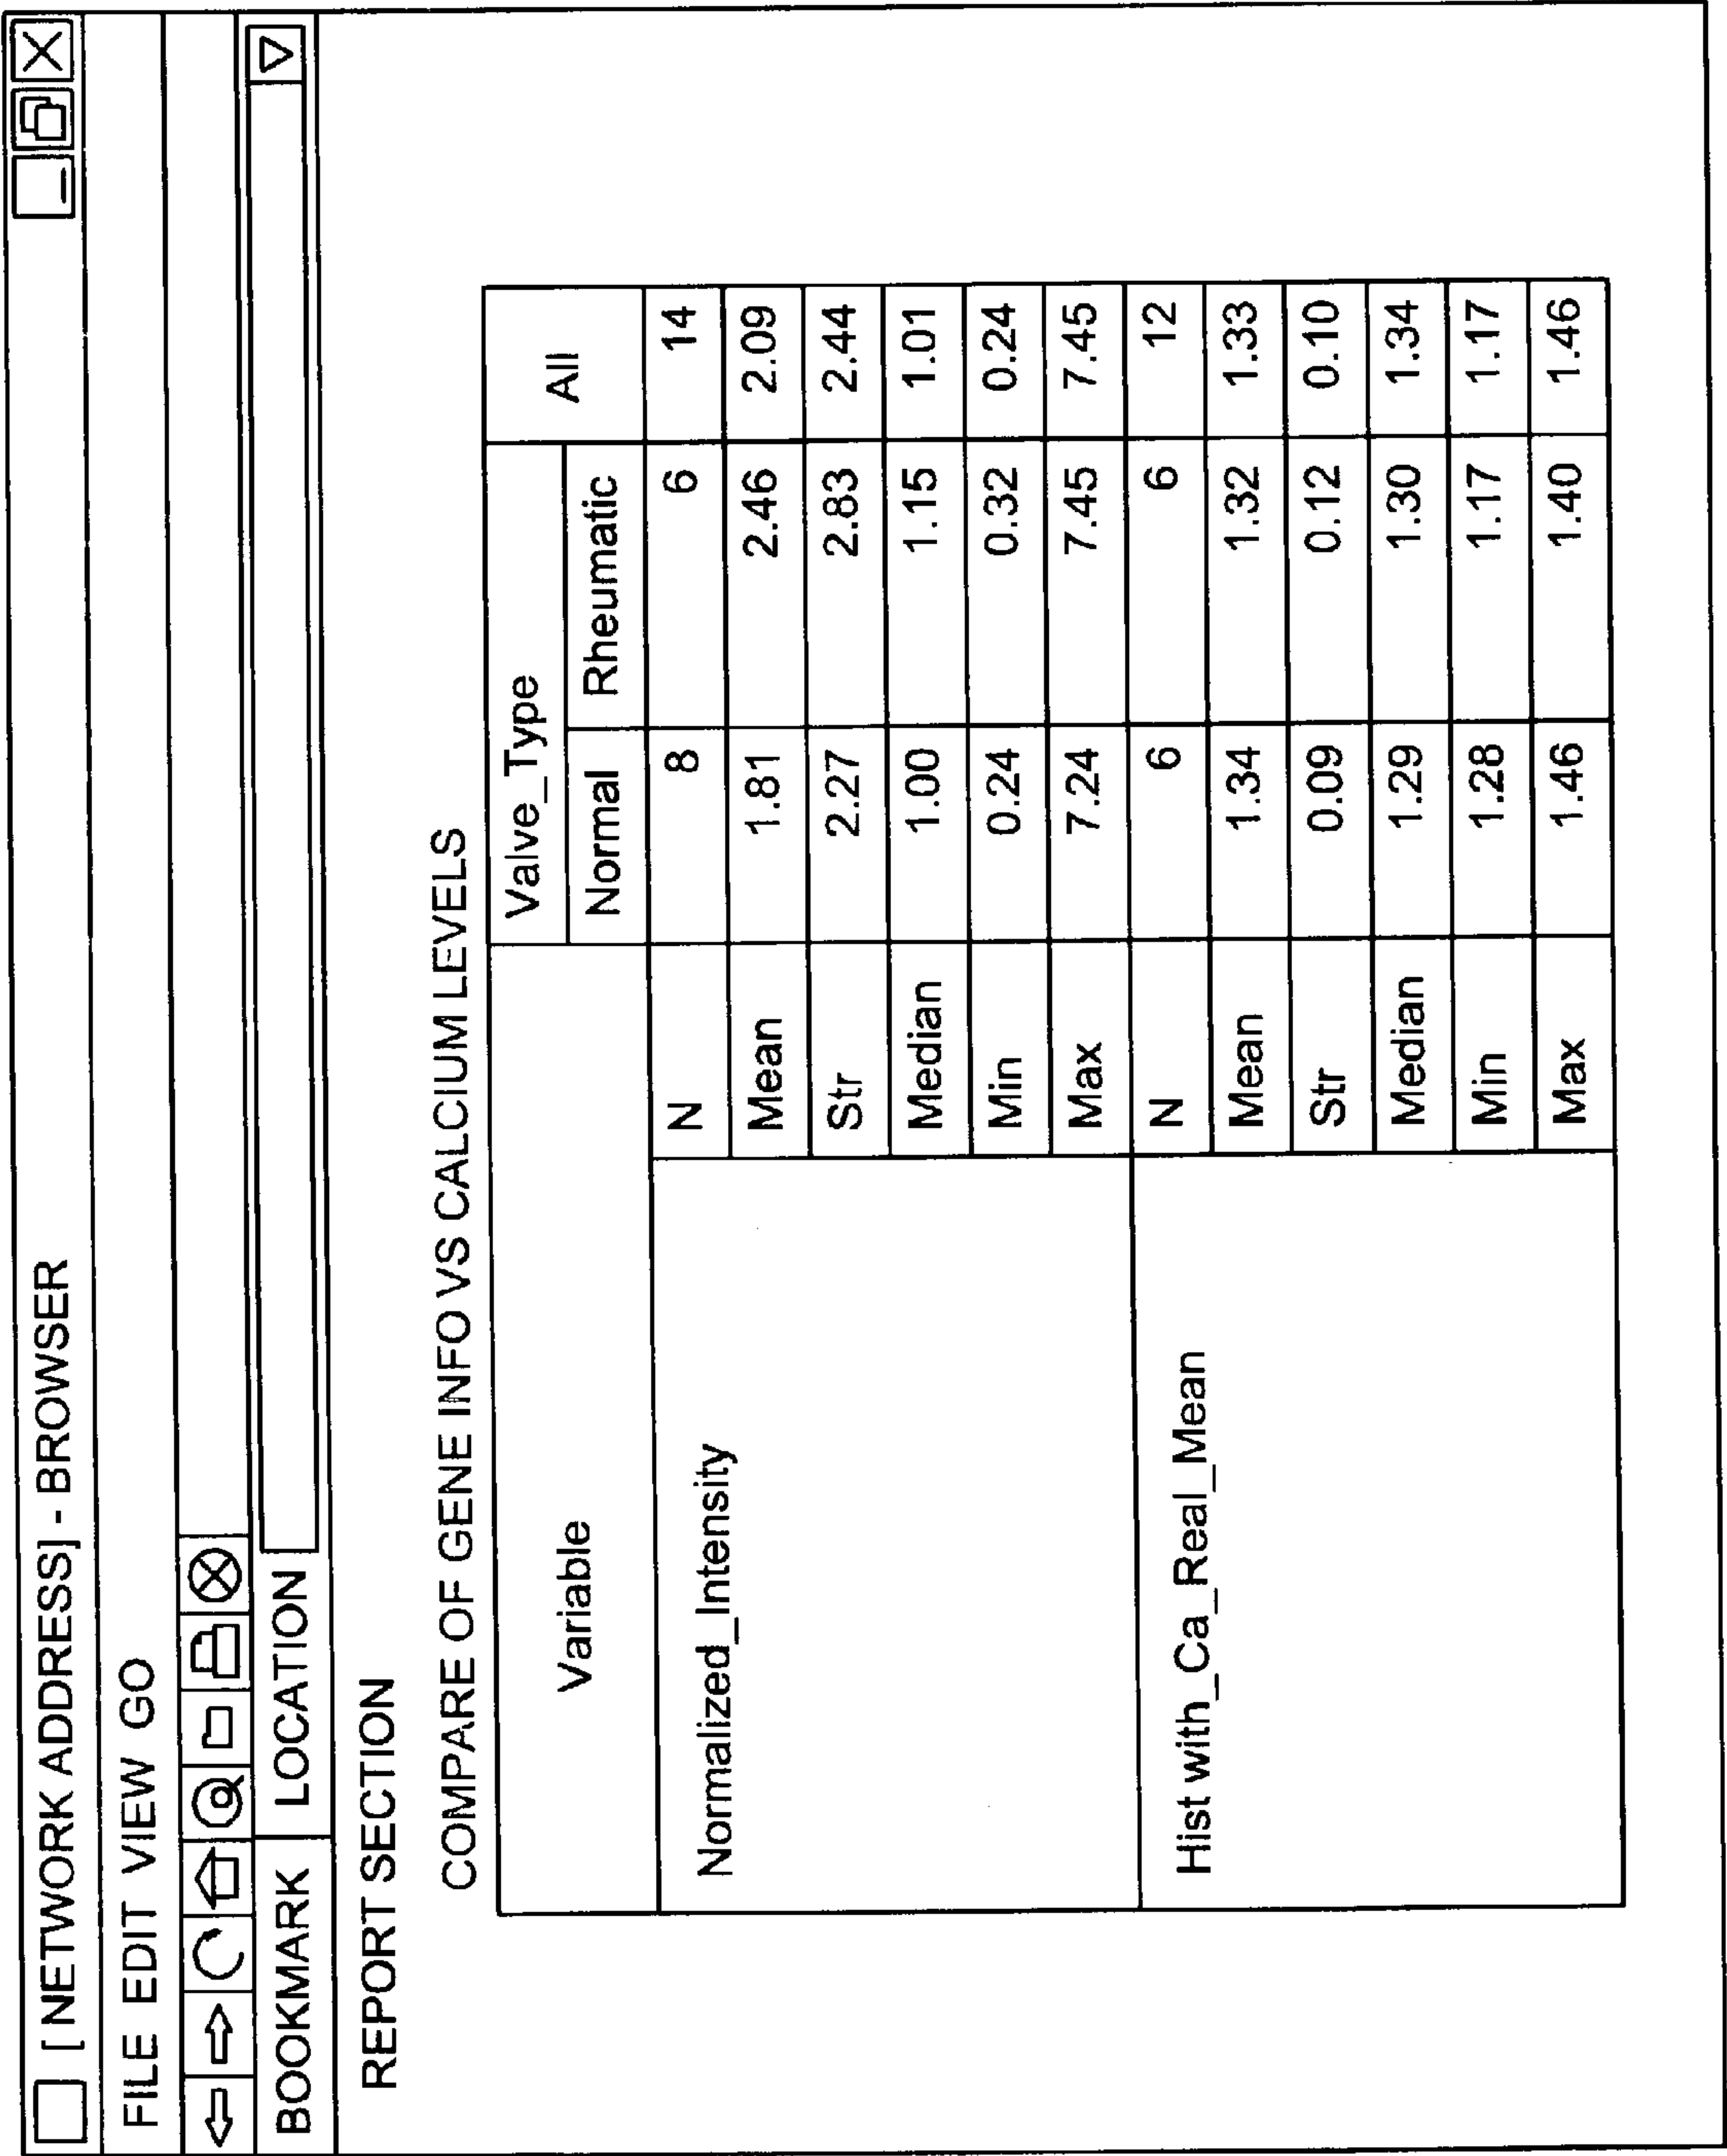 [ NETWORK ADDRESS] - BROWSER
FILE EDIT VIEW GO
BOOKMARK LOCATION
REPORT SECTION
COMPARE OF GENE INFO VS CALCIUM LEVELS
Variable Valve_Type All
Normal Rheumatic
Normalized_Intensity N 8 6 14
Mean 1.81 2.46 2.09
Str 2.27 2.83 2.44
Median 1.00 1.15 1.01
Min 0.24 0.32 0.24
Max 7.24 7.45 7.45
Hist with_Ca_Real_Mean N 6 6 12
Mean 1.34 1.32 1.33
Str 0.09 0.12 0.10
Median 1.29 1.30 1.34
Min 1.28 1.17 1.17
Max 1.46 1.40 1.46